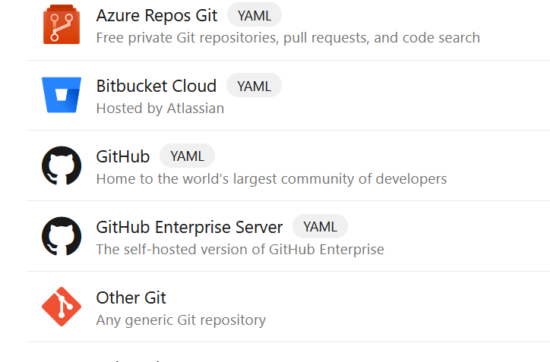 Azure Repos Git YAML
Free private Git repositories, pull requests, and code search
Bitbucket Cloud YAML
Hosted by Atlassian
GitHub YAML
Home to the world's largest community of developers
GitHub Enterprise Server YAML
The self-hosted version of GitHub Enterprise
Other Git
Any generic Git repository